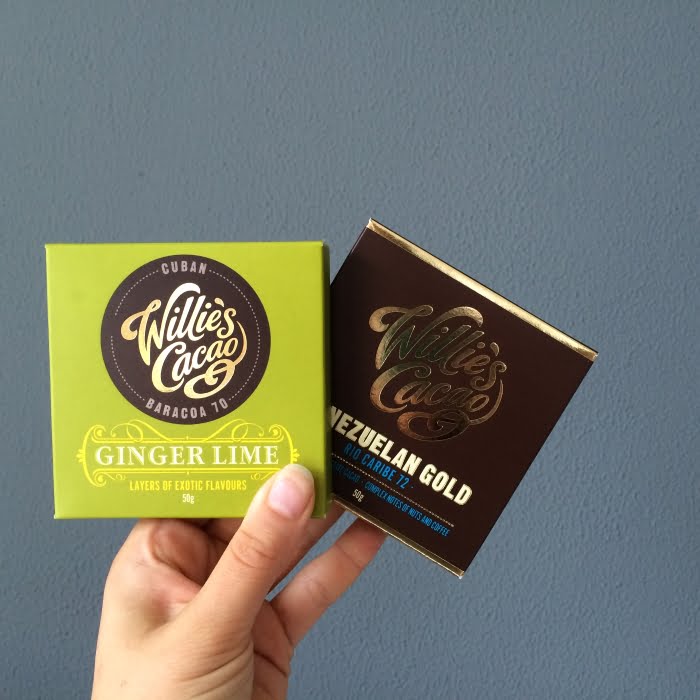 CUBAN
Willie's
Cacao
BARACOA 70
GINGER LIME
LAYERS OF EXOTIC FLAVOURS
50g
Willie's
Cacao
NEZUELAN GOLD
RIO CARIBE 72
CACAO · COMPLEX NOTES OF NUTS AND COFFEE
50g